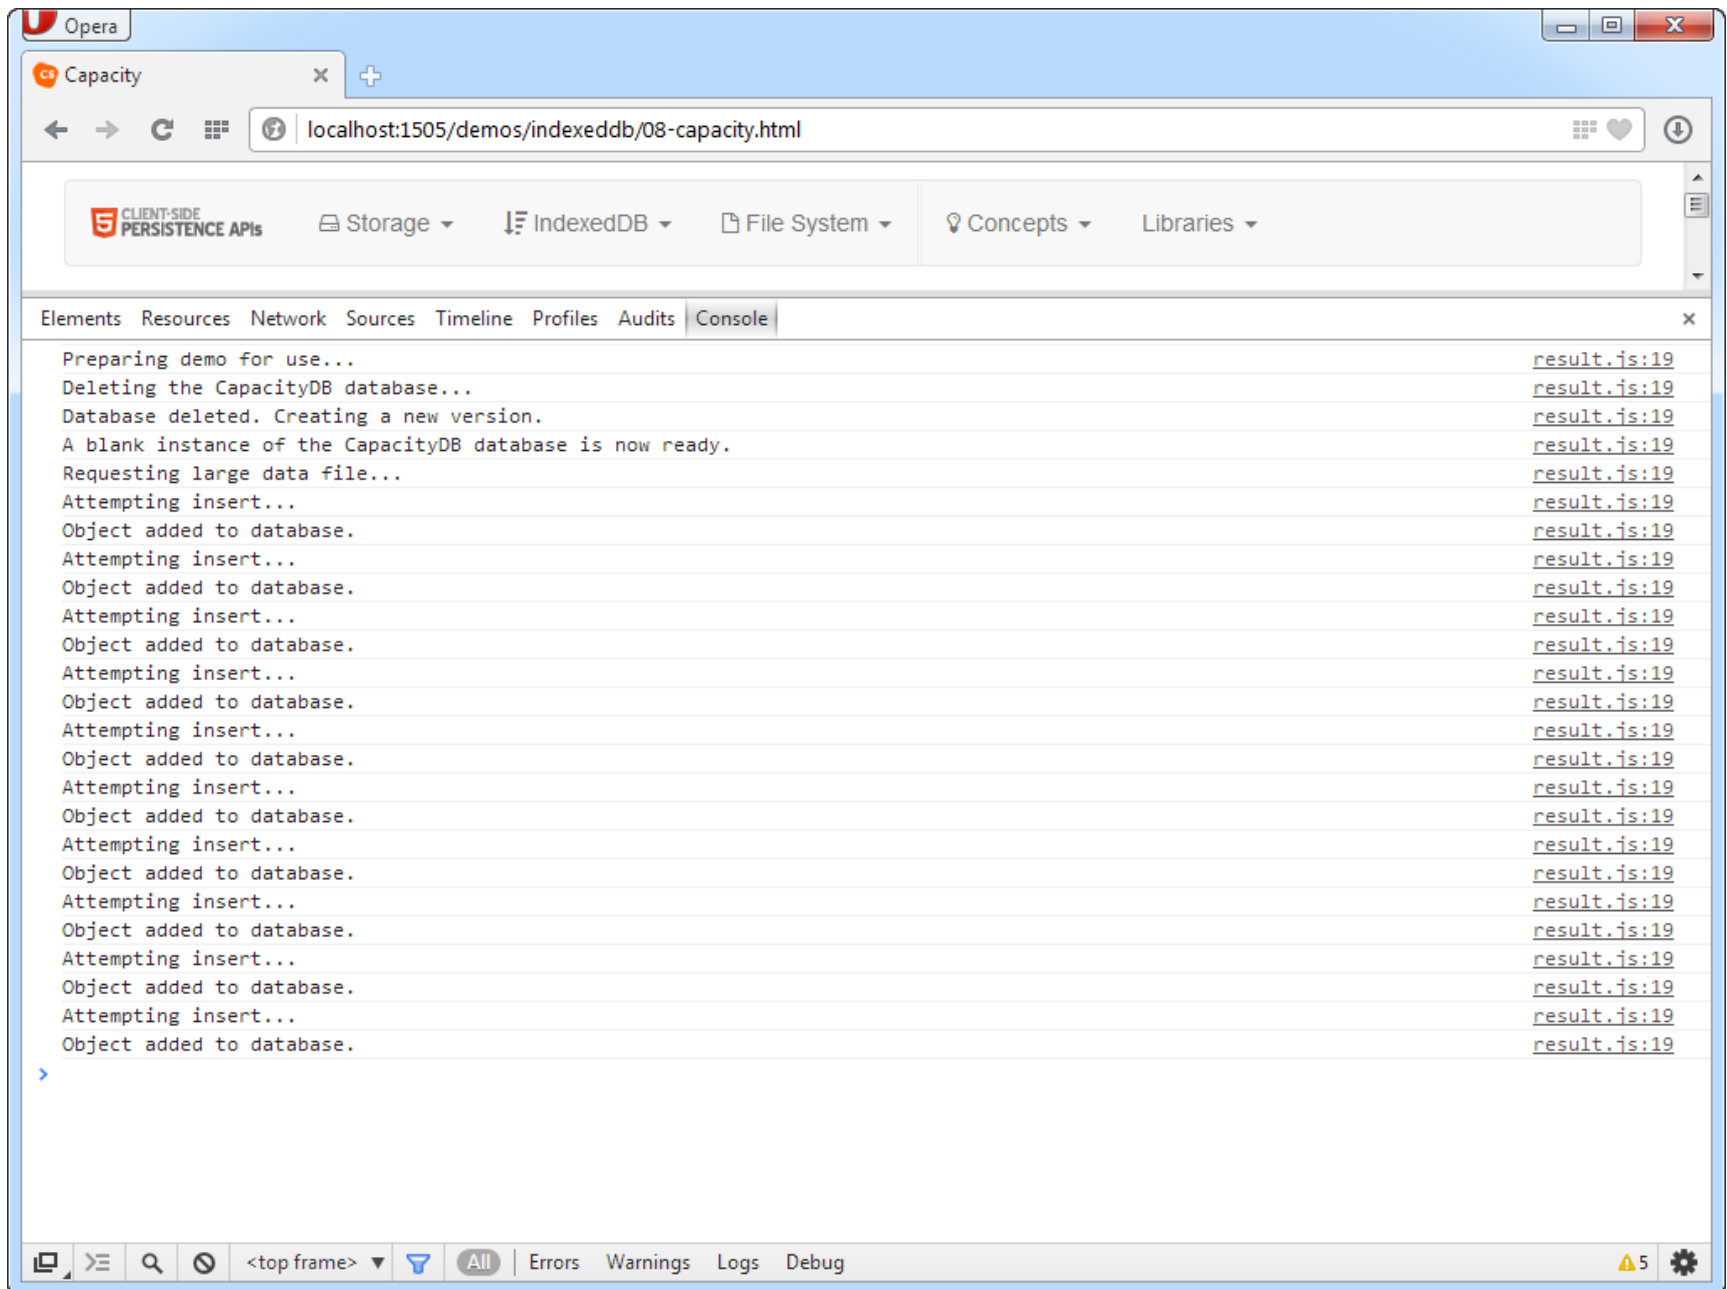 Opera
Capacity
localhost:1505/demos/indexeddb/08-capacity.html
CLIENT-SIDE
PERSISTENCE APIs
Storage IndexedDB File System Concepts Libraries
Elements Resources Network Sources Timeline Profiles Audits Console
Preparing demo for use... result.js:19
Deleting the CapacityDB database... result.js:19
Database deleted. Creating a new version. result.js:19
A blank instance of the CapacityDB database is now ready. result.js:19
Requesting large data file... result.js:19
Attempting insert... result.js:19
Object added to database. result.js:19
Attempting insert... result.js:19
Object added to database. result.js:19
Attempting insert... result.js:19
Object added to database. result.js:19
Attempting insert... result.js:19
Object added to database. result.js:19
Attempting insert... result.js:19
Object added to database. result.js:19
Attempting insert... result.js:19
Object added to database. result.js:19
Attempting insert... result.js:19
Object added to database. result.js:19
Attempting insert... result.js:19
Object added to database. result.js:19
Attempting insert... result.js:19
Object added to database. result.js:19
Attempting insert... result.js:19
Object added to database. result.js:19
<top frame> All Errors Warnings Logs Debug 5